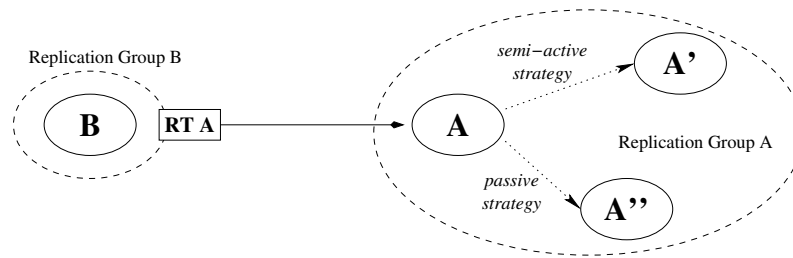 Replication Group B
B
RT A
A
semi−active
strategy
A'
Replication Group A
passive
strategy
A''